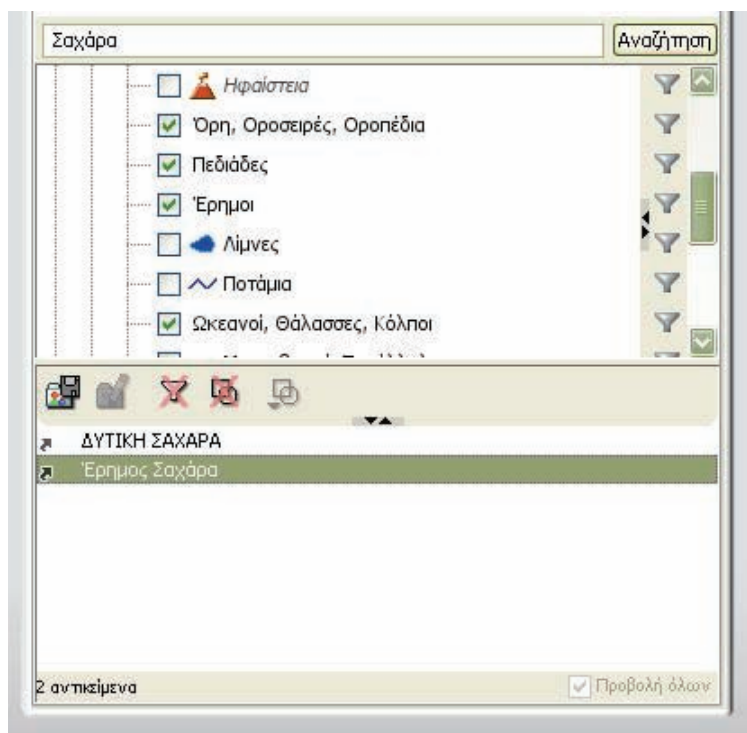 Σαχάρα
Αναζήτηση
Ηφαίστεια
Όρη, Οροσειρές, Οροπέδια
Πεδιάδες
Έρημοι
Λίμνες
Ποτάμια
Ωκεανοί, Θάλασσες, Κόλποι
ΔΥΤΙΚΗ ΣΑΧΑΡΑ
Έρημος Σαχάρα
2 αντικείμενα
Προβολή όλων